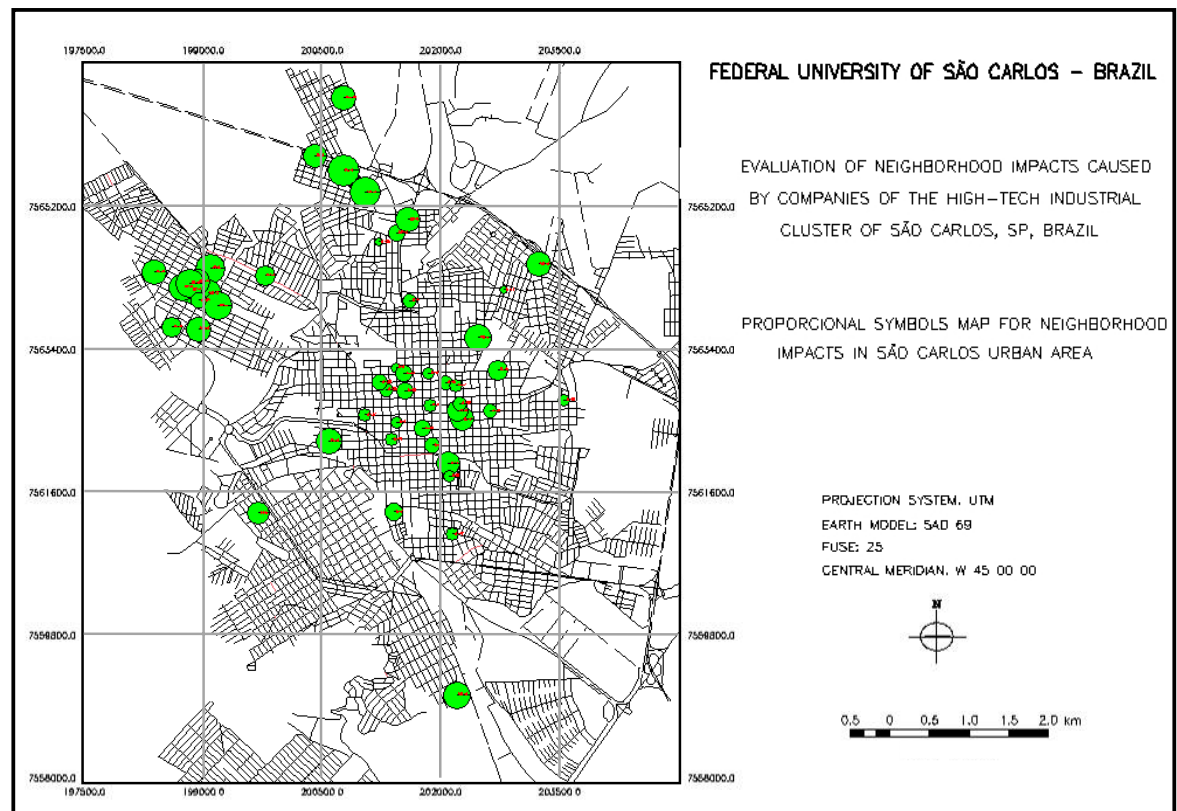 197500.0 199000.0 200500.0 202000.0 203500.0
FEDERAL UNIVERSITY OF SÃO CARLOS - BRAZIL
EVALUATION OF NEIGHBORHOOD IMPACTS CAUSED
BY COMPANIES OF THE HIGH-TECH INDUSTRIAL
CLUSTER OF SÃO CARLOS, SP, BRAZIL
7565200.0 7565200.0
PROPORCIONAL SYMBOLS MAP FOR NEIGHBORHOOD
IMPACTS IN SÃO CARLOS URBAN AREA
7563400.0 7563400.0
7561600.0 7561600.0
PROJECTION SYSTEM. UTM
EARTH MODEL: SAD 69
FUSE: 25
CENTRAL MERIDIAN. W 45 00 00
N
7559800.0 7559800.0
0.5 0 0.5 1.0 1.5 2.0 km
7558000.0 7558000.0
197500.0 199000.0 200500.0 202000.0 203500.0